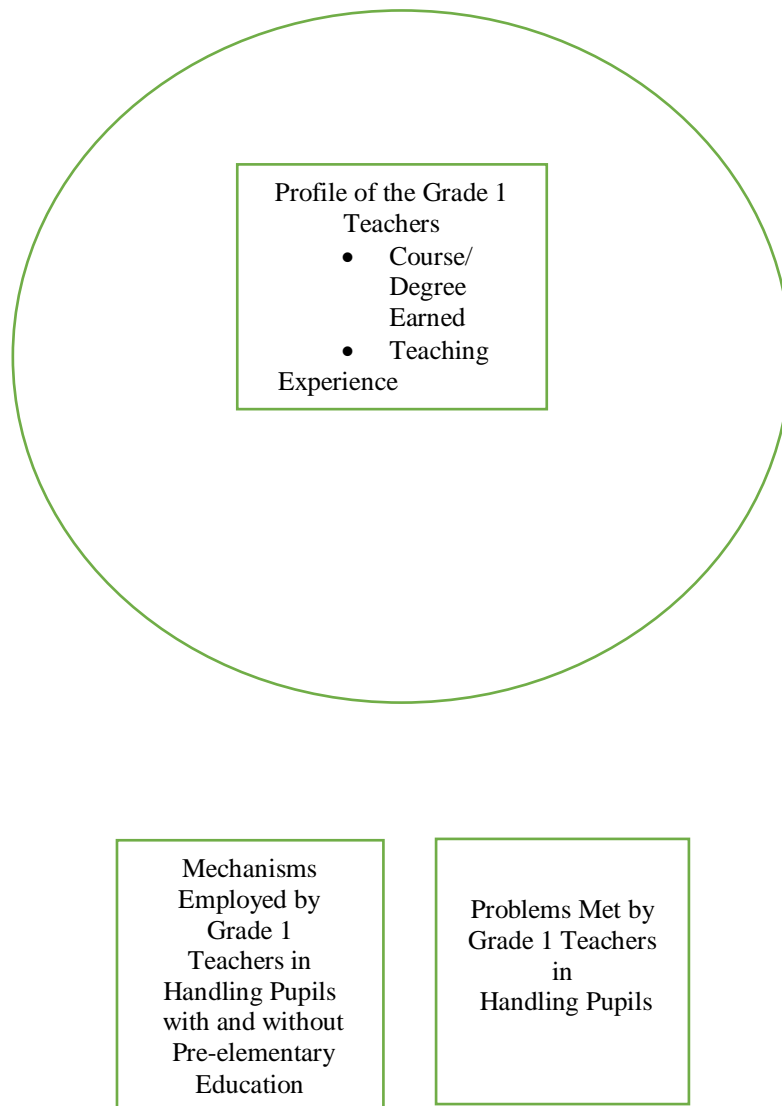 Profile of the Grade 1
Teachers
• Course/
Degree
Earned
• Teaching
Experience
Mechanisms
Employed by
Grade 1
Teachers in
Handling Pupils
with and without
Pre-elementary
Education
Problems Met by
Grade 1 Teachers
in
Handling Pupils